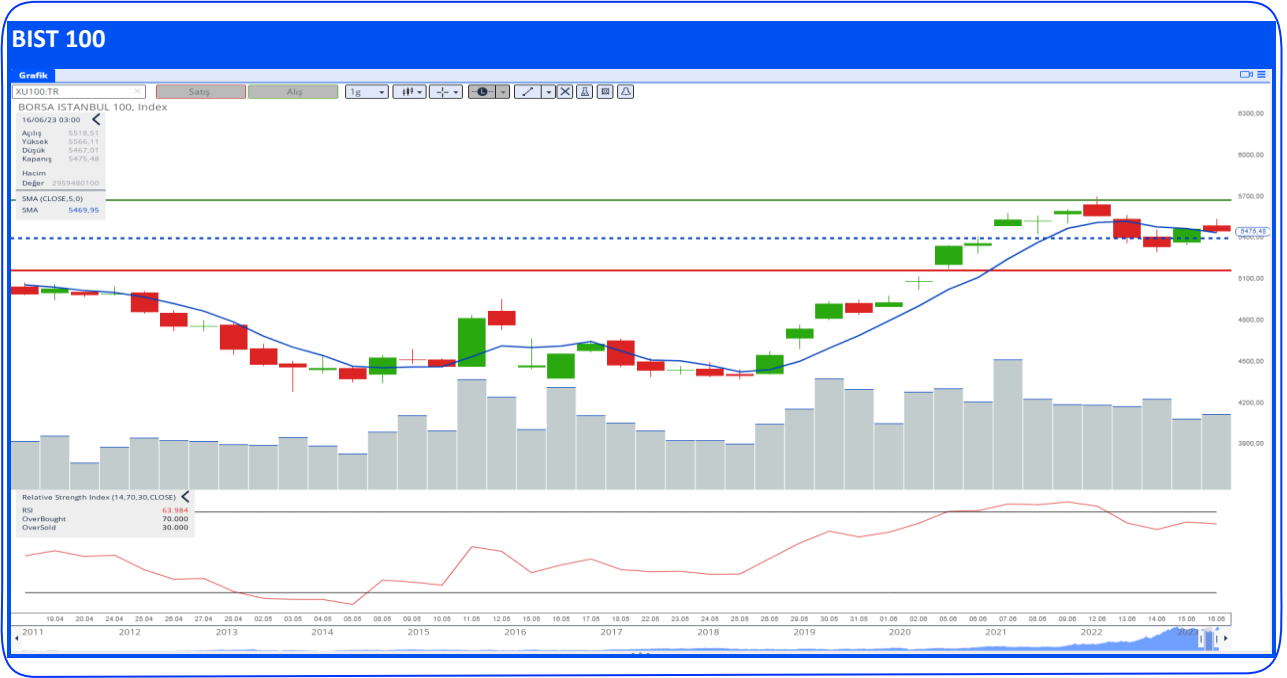 BIST 100
Grafik
XU100:TR
Satış
Alış
1g
BORSA ISTANBUL 100, Index
16/06/23 03:00
Açılış 5518,51
Yüksek 5566,11
Düşük 5467,01
Kapanış 5475,48
Hacim
Değer 2959480100
SMA (CLOSE,5,0)
SMA 5469,95
6300,00
6000,00
5700,00
5475,48
5400,00
5100,00
4800,00
4500,00
4200,00
3900,00
Relative Strength Index (14,70,30,CLOSE)
RSI 63.984
OverBought 70.000
OverSold 30.000
19.04 20.04 24.04 25.04 26.04 27.04 28.04 02.05 03.05 04.05 05.05 08.05 09.05 10.05 11.05 12.05 15.05 16.05 17.05 18.05 22.05 23.05 24.05 25.05 26.05 29.05 30.05 31.05 01.06 02.06 05.06 06.06 07.06 08.06 09.06 12.06 13.06 14.06 15.06 16.06
2011 2012 2013 2014 2015 2016 2017 2018 2019 2020 2021 2022 2023